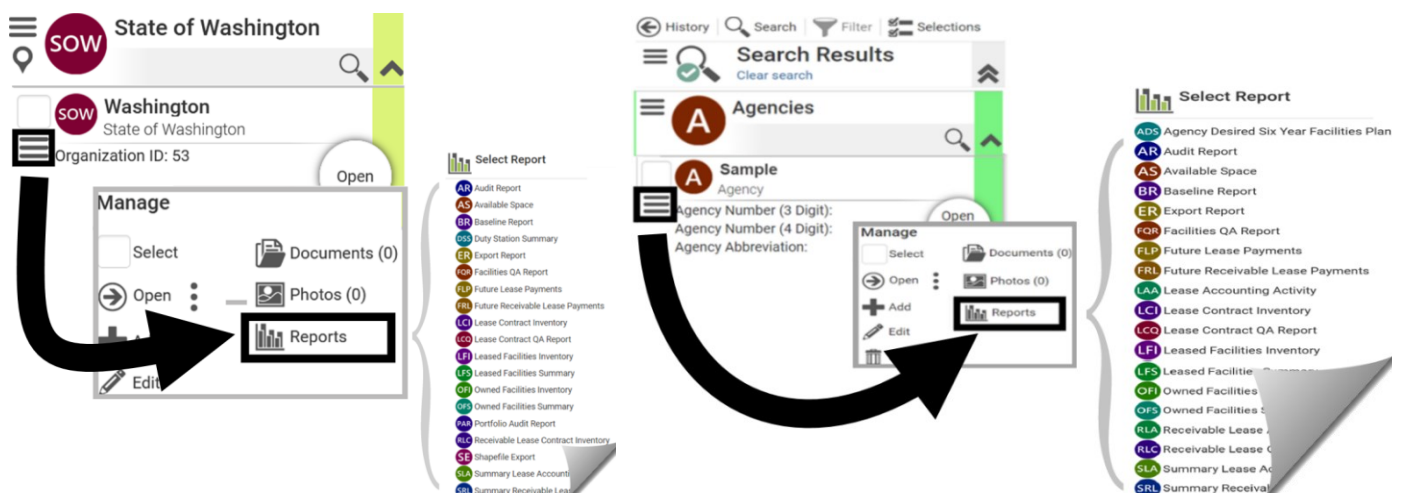 SOW
State of Washington
SOW
Washington
State of Washington
Organization ID: 53
Open
Manage
Select
Documents (0)
Open
Photos (0)
Reports
Edit
Select Report
AR Audit Report
AS Available Space
BR Baseline Report
DSS Duty Station Summary
ER Export Report
FQR Facilities QA Report
FLP Future Lease Payments
FRL Future Receivable Lease Payments
LCI Lease Contract Inventory
LCQ Lease Contract QA Report
LFI Leased Facilities Inventory
LFS Leased Facilities Summary
OFI Owned Facilities Inventory
OFS Owned Facilities Summary
PAR Portfolio Audit Report
RLC Receivable Lease Contract Inventory
SE Shapefile Export
SLA Summary Lease Accounti
SRL Summary Receivable Leas
History
Search
Filter
Selections
Search Results
Clear search
A
Agencies
A
Sample
Agency
Agency Number (3 Digit):
Agency Number (4 Digit):
Agency Abbreviation:
Open
Manage
Select
Documents (0)
Open
Photos (0)
Add
Reports
Edit
Select Report
ADS Agency Desired Six Year Facilities Plan
AR Audit Report
AS Available Space
BR Baseline Report
ER Export Report
FQR Facilities QA Report
FLP Future Lease Payments
FRL Future Receivable Lease Payments
LAA Lease Accounting Activity
LCI Lease Contract Inventory
LCQ Lease Contract QA Report
LFI Leased Facilities Inventory
LFS Leased Facilities Summary
OFI Owned Facilities
OFS Owned Facilities S
RLA Receivable Lease
RLC Receivable Lease
SLA Summary Lease Ac
SRL Summary Receival